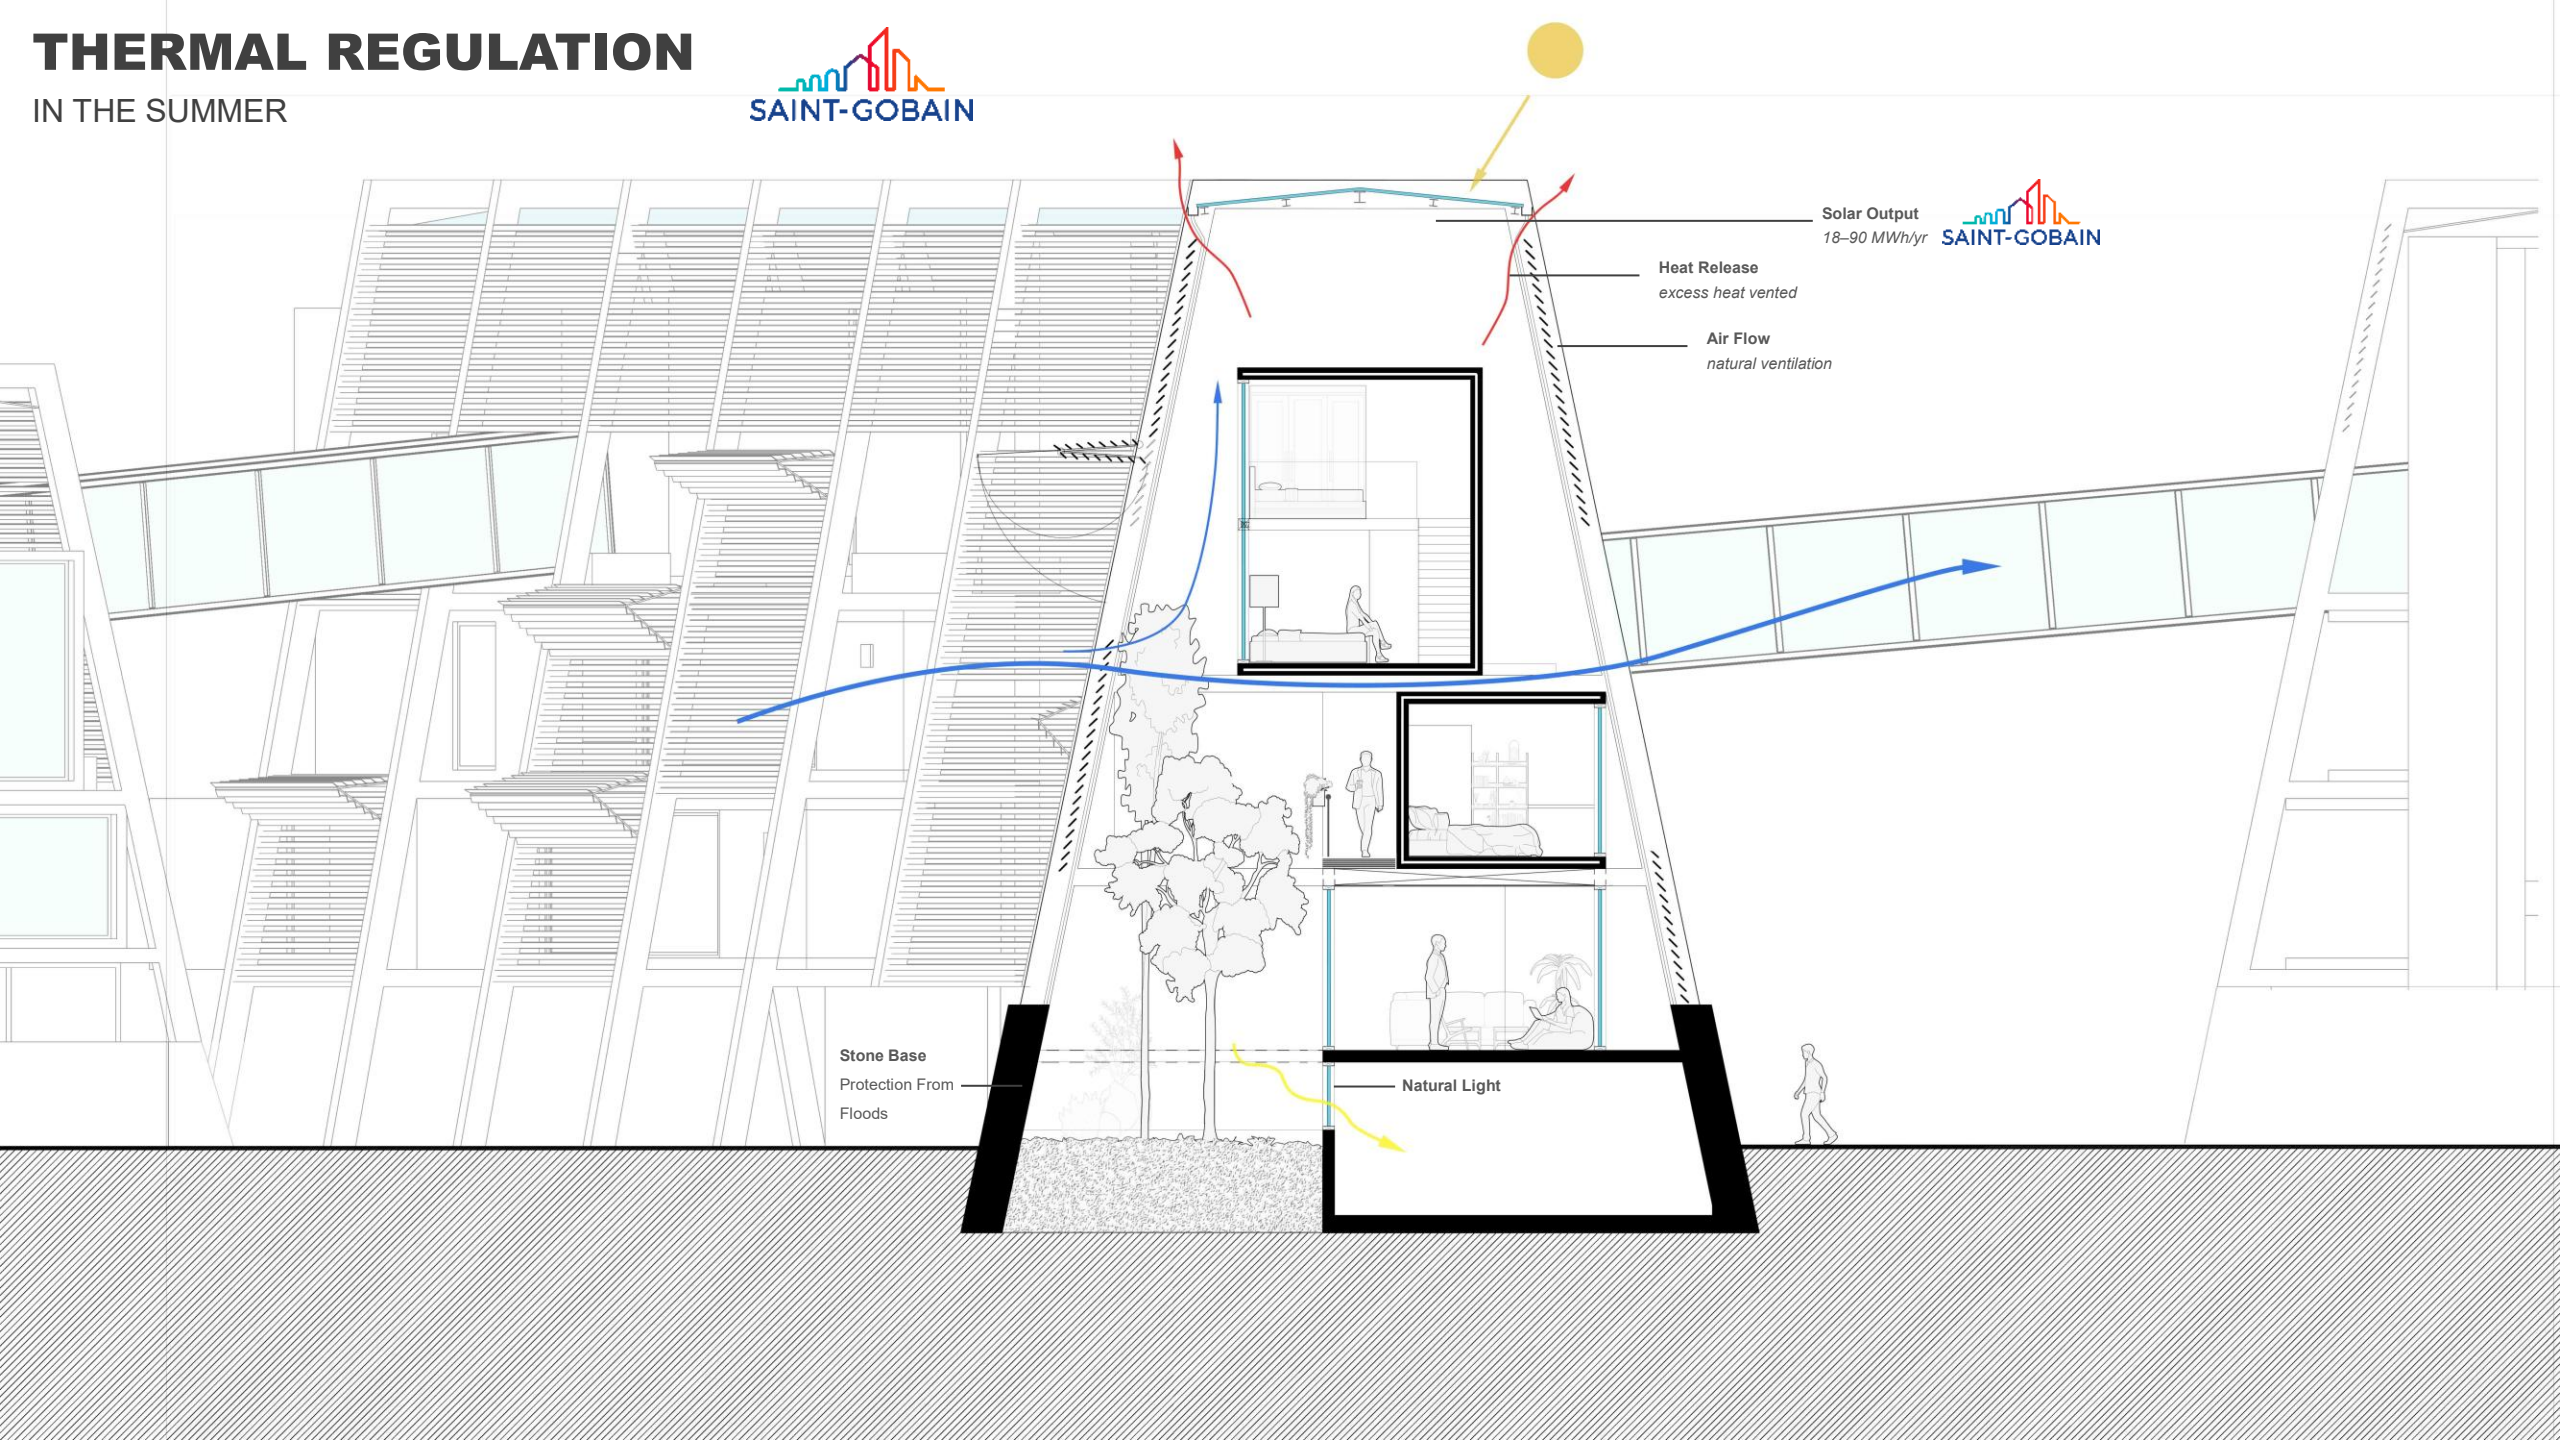 THERMAL REGULATION
IN THE SUMMER
SAINT-GOBAIN
Solar Output
18–90 MWh/yr
SAINT-GOBAIN
Heat Release
excess heat vented
Air Flow
natural ventilation
Stone Base
Protection From
Floods
Natural Light